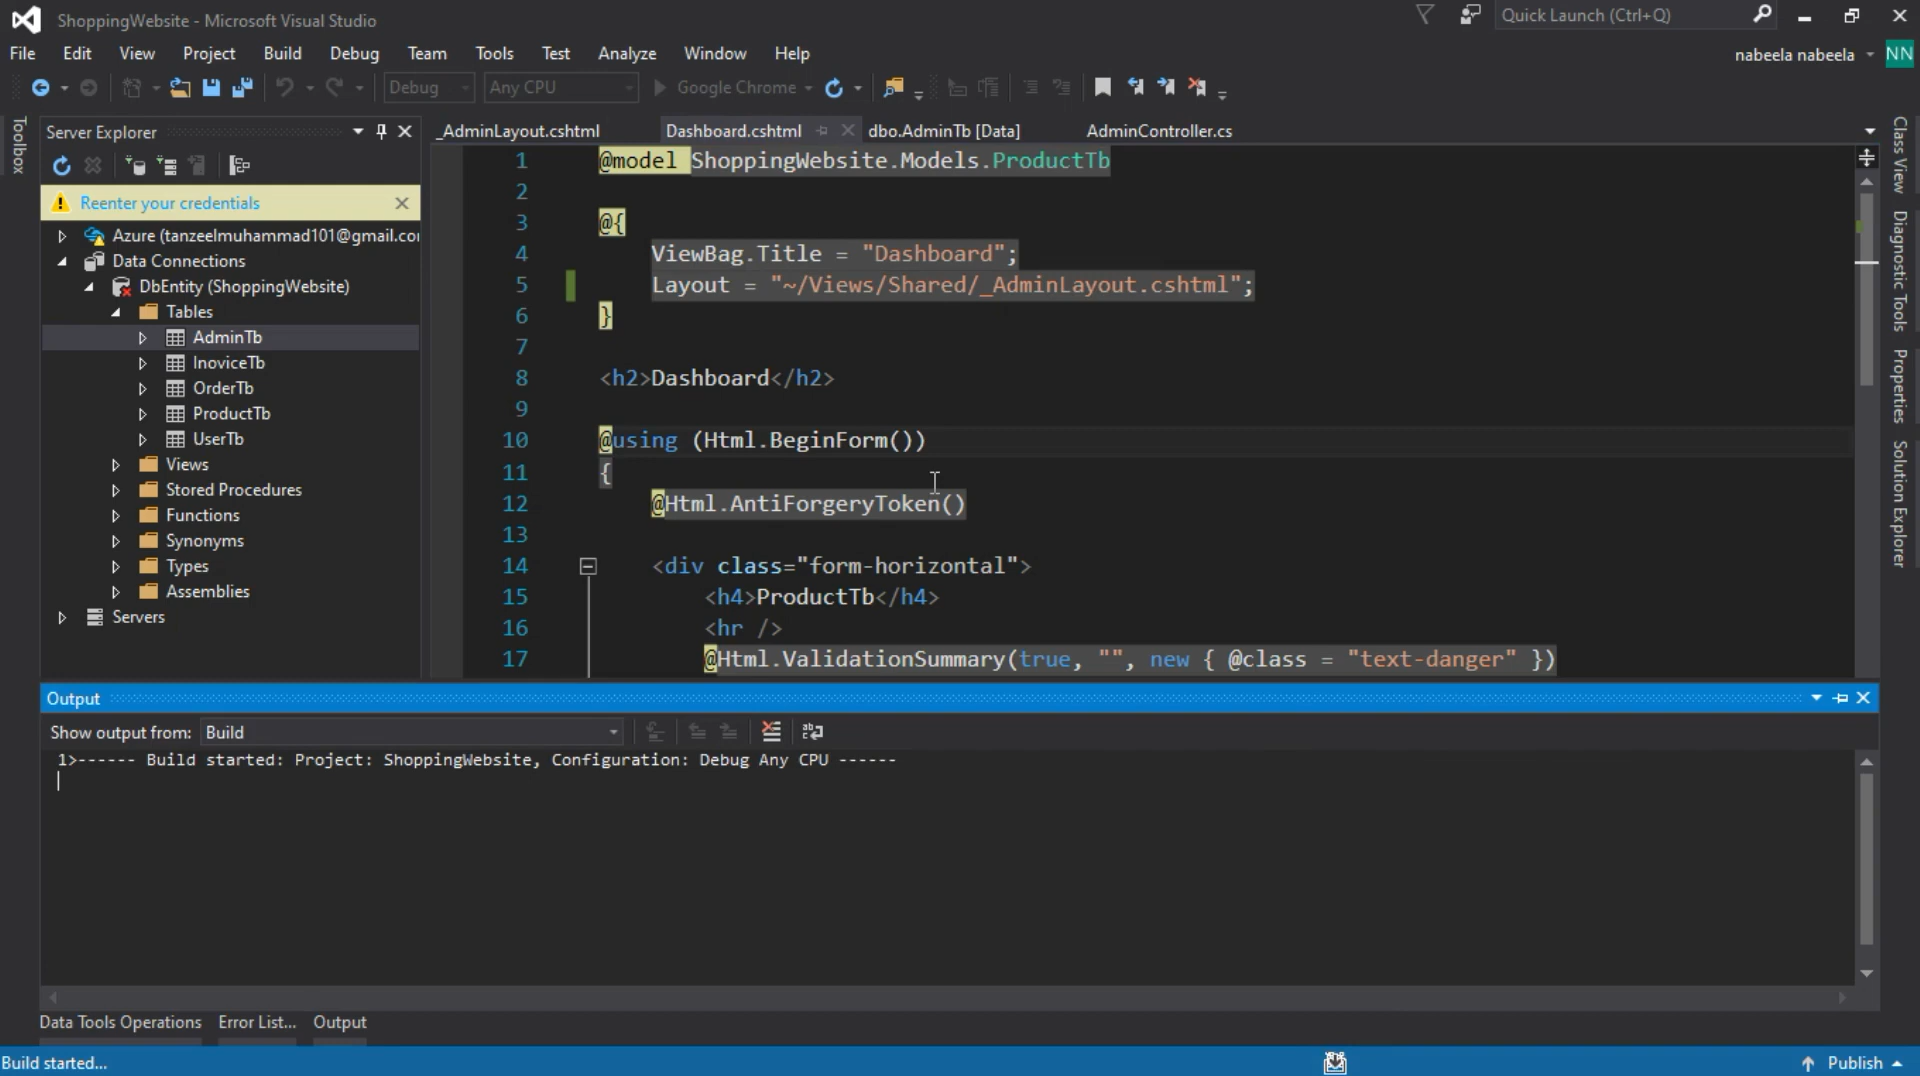 ShoppingWebsite - Microsoft Visual Studio
Quick Launch (Ctrl+Q)
File Edit View Project Build Debug Team Tools Test Analyze Window Help
nabeela nabeela NN
Debug Any CPU Google Chrome
Toolbox
Server Explorer
Reenter your credentials
Azure (tanzeelmuhammad101@gmail.co
Data Connections
DbEntity (ShoppingWebsite)
Tables
AdminTb
InoviceTb
OrderTb
ProductTb
UserTb
Views
Stored Procedures
Functions
Synonyms
Types
Assemblies
Servers
_AdminLayout.cshtml Dashboard.cshtml dbo.AdminTb [Data] AdminController.cs
1 @model ShoppingWebsite.Models.ProductTb
2
3 @{
4 ViewBag.Title = "Dashboard";
5 Layout = "~/Views/Shared/_AdminLayout.cshtml";
6 }
7
8 <h2>Dashboard</h2>
9
10 @using (Html.BeginForm())
11 {
12 @Html.AntiForgeryToken()
13
14 <div class="form-horizontal">
15 <h4>ProductTb</h4>
16 <hr />
17 @Html.ValidationSummary(true, "", new { @class = "text-danger" })
Class View
Diagnostic Tools
Properties
Solution Explorer
Output
Show output from: Build
1>------ Build started: Project: ShoppingWebsite, Configuration: Debug Any CPU ------
Data Tools Operations Error List... Output
Build started...
Publish